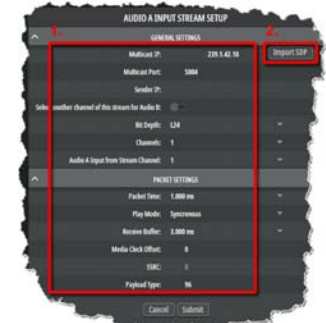 AUDIO A INPUT STREAM SETUP
1.
2.
GENERAL SETTINGS
Multicast IP: 239.1.42.10
Import SDP
Multicast Port: 5004
Sender IP:
Select another channel of this stream for Audio B:
Bit Depth: L24
Channels: 1
Audio A Input from Stream Channel: 1
PACKET SETTINGS
Packet Time: 1.000 ms
Play Mode: Syncronous
Receive Buffer: 3.000 ms
Media Clock Offset: 0
SSRC: 0
Payload Type: 96
Cancel Submit